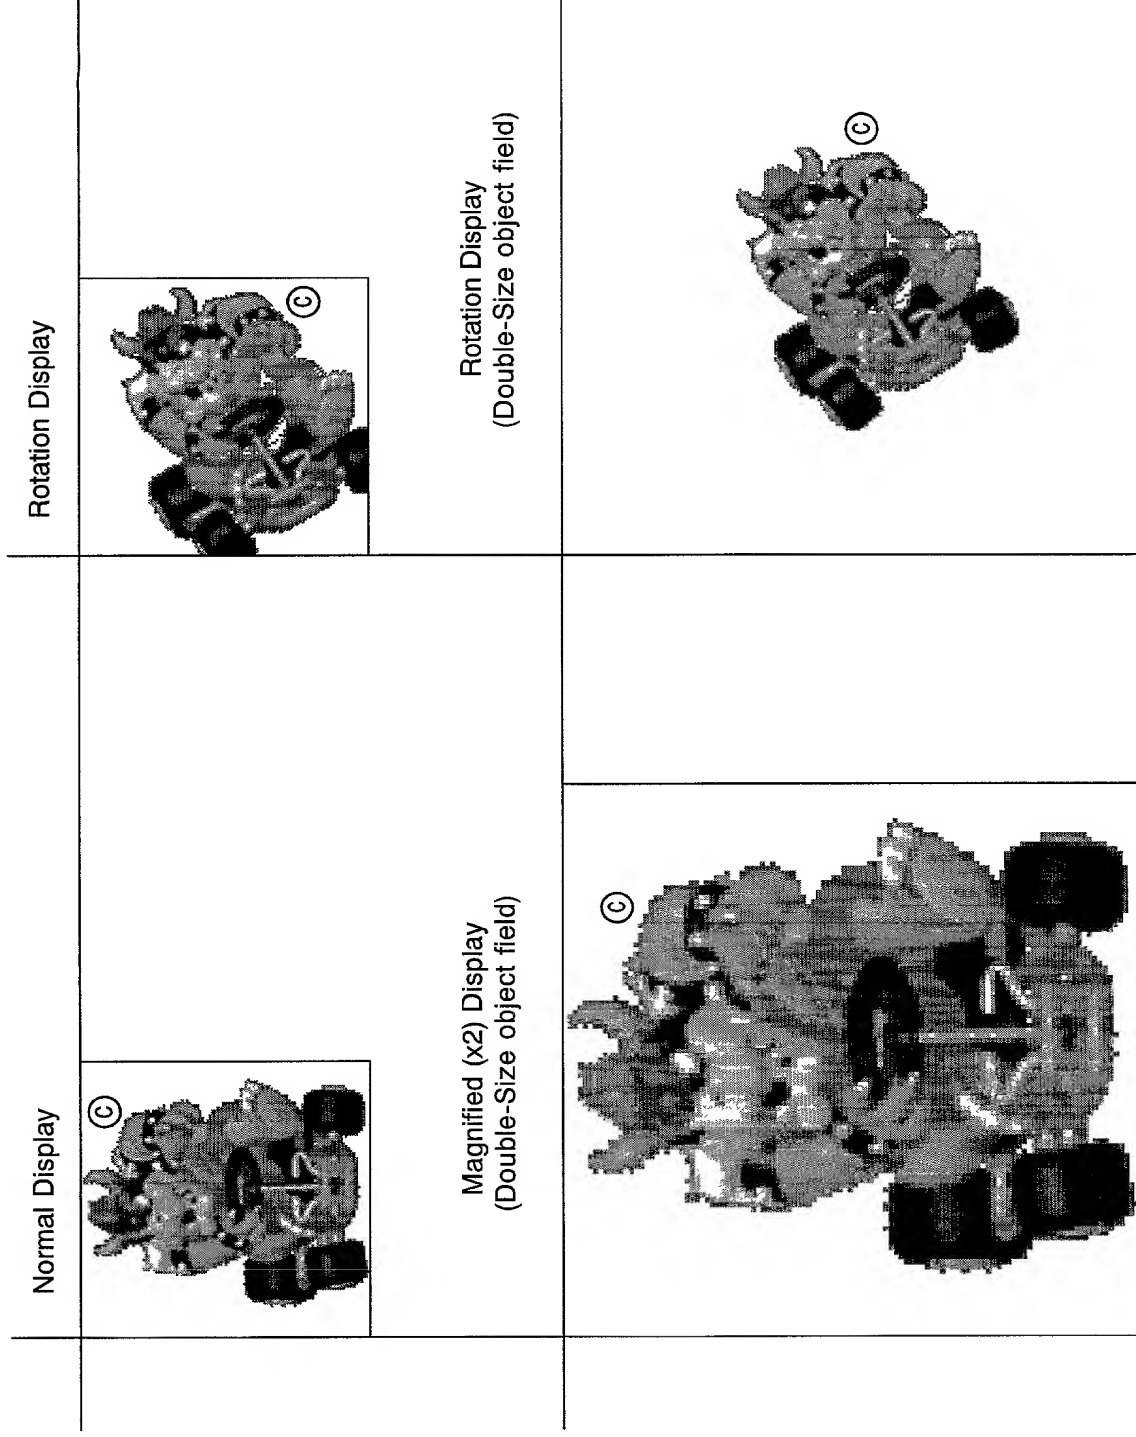 Normal Display
©
Rotation Display
©
Magnified (x2) Display
(Double-Size object field)
©
Rotation Display
(Double-Size object field)
©